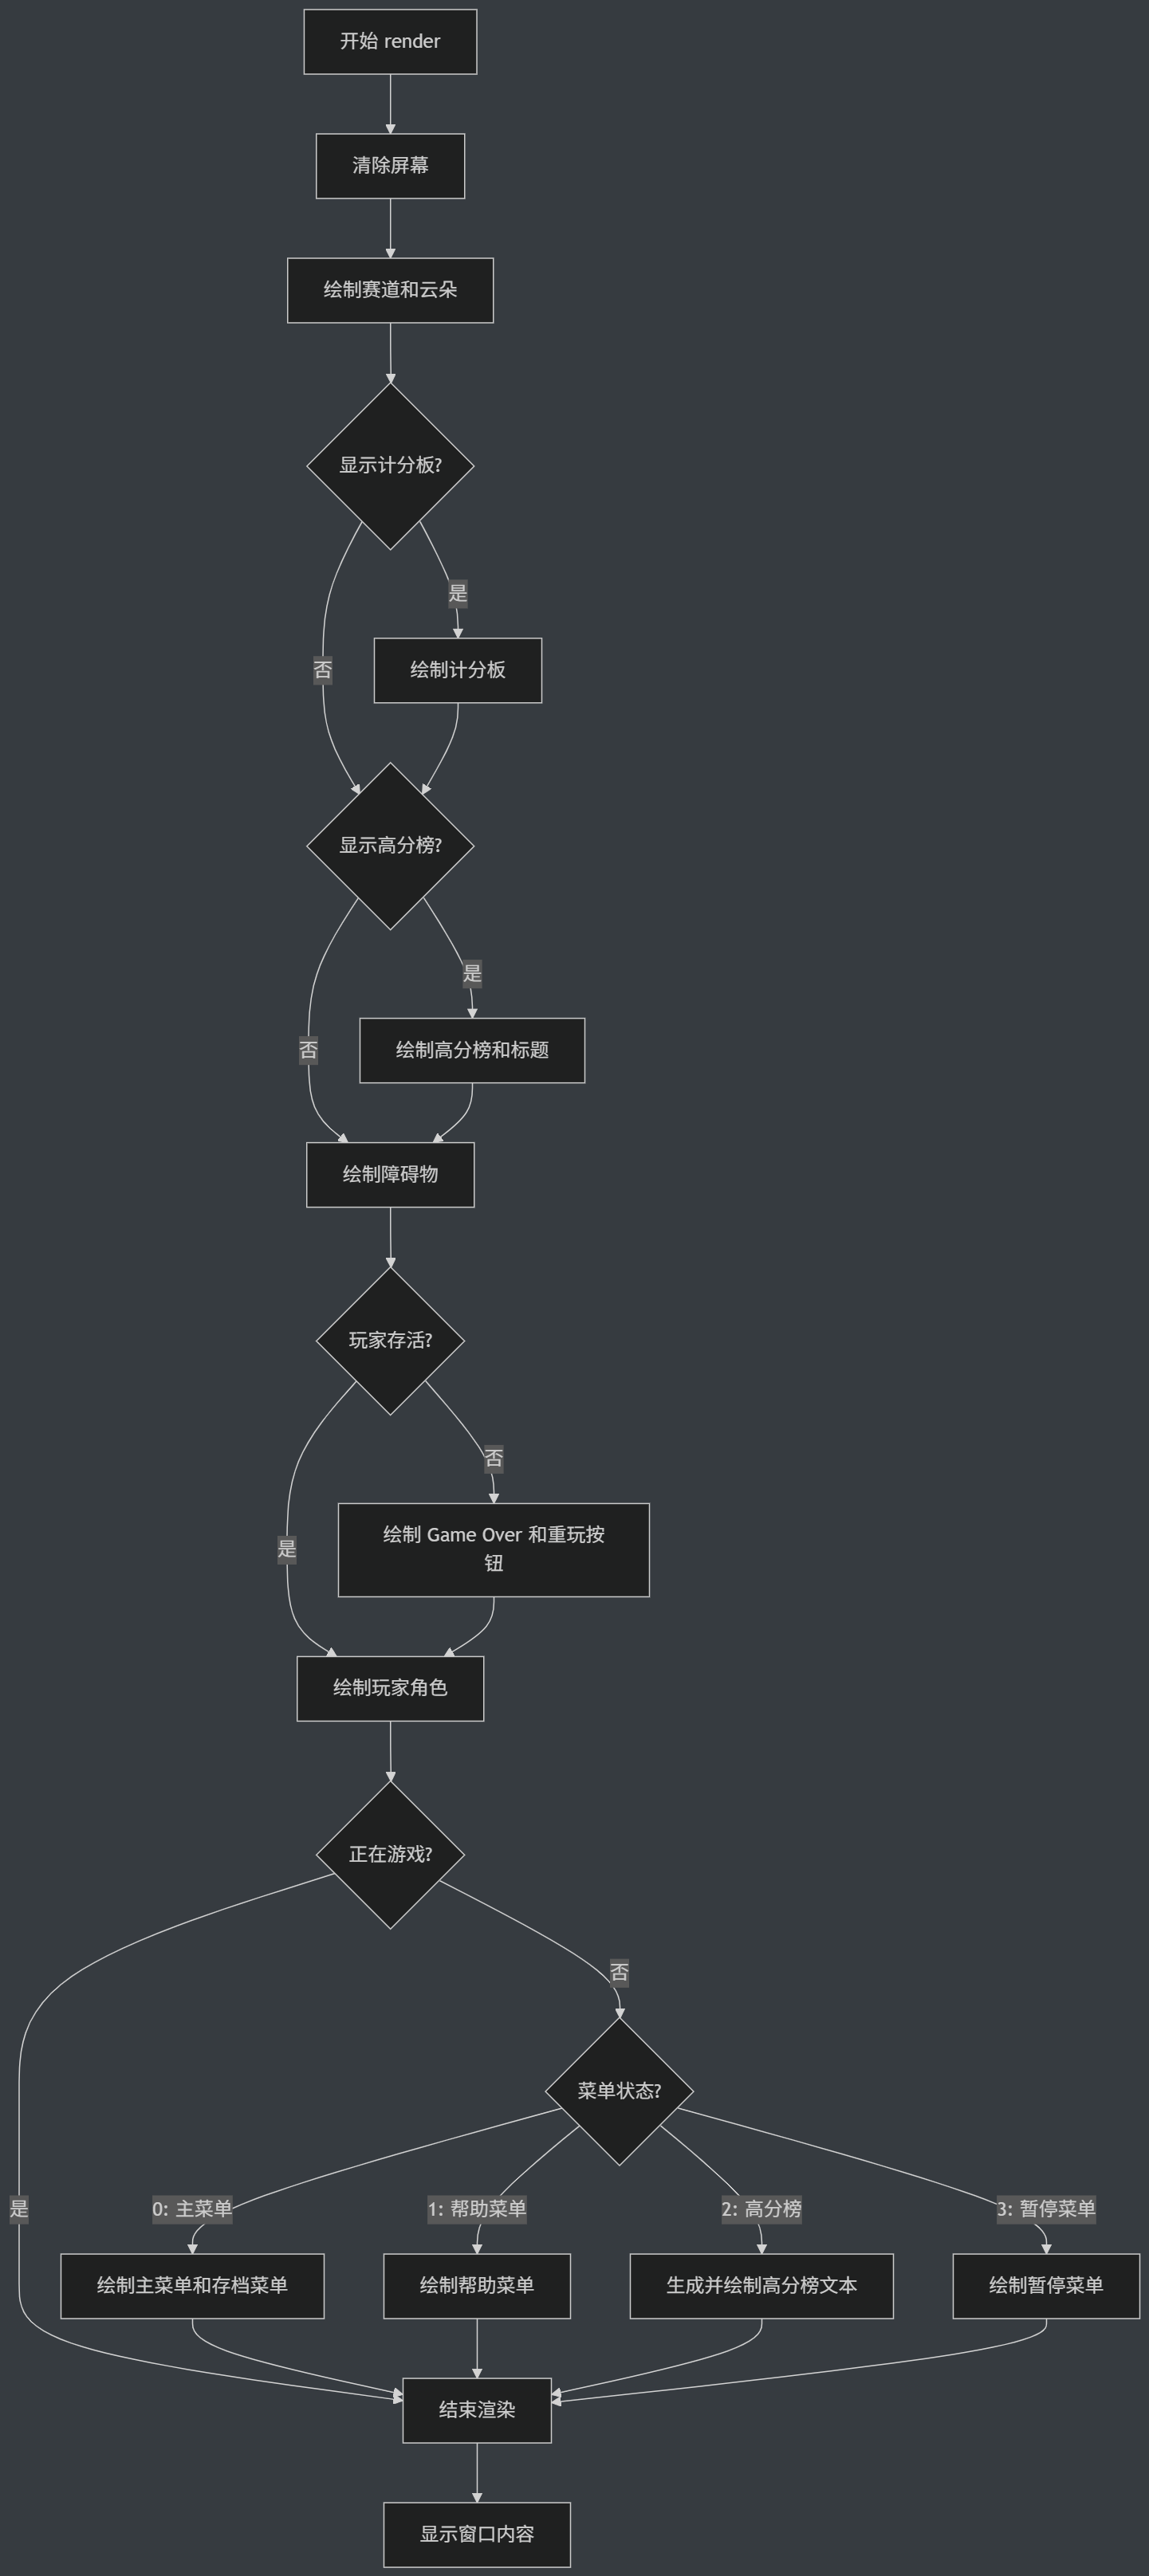 开始 render
清除屏幕
绘制赛道和云朵
显示计分板?
是
否
绘制计分板
显示高分榜?
是
否
绘制高分榜和标题
绘制障碍物
玩家存活?
否
是
绘制 Game Over 和重玩按
钮
绘制玩家角色
正在游戏?
否
菜单状态?
是
0: 主菜单
1: 帮助菜单
2: 高分榜
3: 暂停菜单
绘制主菜单和存档菜单
绘制帮助菜单
生成并绘制高分榜文本
绘制暂停菜单
结束渲染
显示窗口内容